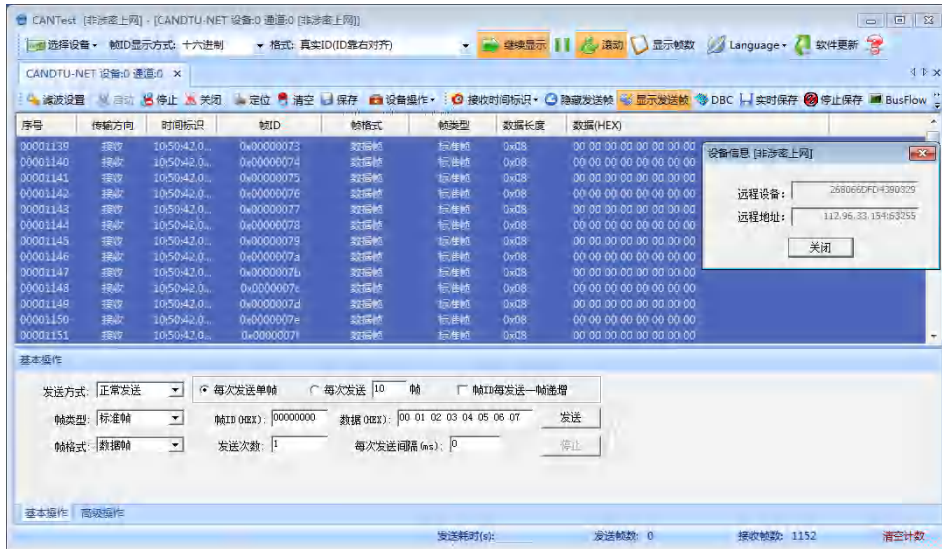 CANTest [非涉密上网] - [CANDTU-NET 设备:0 通道:0 [非涉密上网]]
选择设备 帧ID显示方式: 十六进制 格式: 真实ID(ID靠右对齐) 继续显示 滚动 显示帧数 Language 软件更新
CANDTU-NET 设备:0 通道:0 ×
滤波设置 启动 停止 关闭 定位 清空 保存 设备操作 接收时间标识 隐藏发送帧 显示发送帧 DBC 实时保存 停止保存 BusFlow
序号 传输方向 时间标识 帧ID 帧格式 帧类型 数据长度 数据(HEX)
00001139 接收 10:50:42.0... 0x00000073 数据帧 标准帧 0x08 00 00 00 00 00 00 00 00
00001140 接收 10:50:42.0... 0x00000074 数据帧 标准帧 0x08 00 00 00 00 00 00 00 00
00001141 接收 10:50:42.0... 0x00000075 数据帧 标准帧 0x08 00 00 00 00 00 00 00 00
00001142 接收 10:50:42.0... 0x00000076 数据帧 标准帧 0x08 00 00 00 00 00 00 00 00
00001143 接收 10:50:42.0... 0x00000077 数据帧 标准帧 0x08 00 00 00 00 00 00 00 00
00001144 接收 10:50:42.0... 0x00000078 数据帧 标准帧 0x08 00 00 00 00 00 00 00 00
00001145 接收 10:50:42.0... 0x00000079 数据帧 标准帧 0x08 00 00 00 00 00 00 00 00
00001146 接收 10:50:42.0... 0x0000007a 数据帧 标准帧 0x08 00 00 00 00 00 00 00 00
00001147 接收 10:50:42.0... 0x0000007b 数据帧 标准帧 0x08 00 00 00 00 00 00 00 00
00001148 接收 10:50:42.0... 0x0000007c 数据帧 标准帧 0x08 00 00 00 00 00 00 00 00
00001149 接收 10:50:42.0... 0x0000007d 数据帧 标准帧 0x08 00 00 00 00 00 00 00 00
00001150 接收 10:50:42.0... 0x0000007e 数据帧 标准帧 0x08 00 00 00 00 00 00 00 00
00001151 接收 10:50:42.0... 0x0000007f 数据帧 标准帧 0x08 00 00 00 00 00 00 00 00
设备信息 [非涉密上网]
远程设备: 268066DFD4390329
远程地址: 112.96.33.154:63255
关闭
基本操作
发送方式: 正常发送 每次发送单帧 每次发送 10 帧 帧ID每发送一帧递增
帧类型: 标准帧 帧ID(HEX): 00000000 数据(HEX): 00 01 02 03 04 05 06 07 发送
帧格式: 数据帧 发送次数: 1 每次发送间隔(ms): 0 停止
基本操作 高级操作
发送耗时(s): 发送帧数: 0 接收帧数: 1152 清空计数